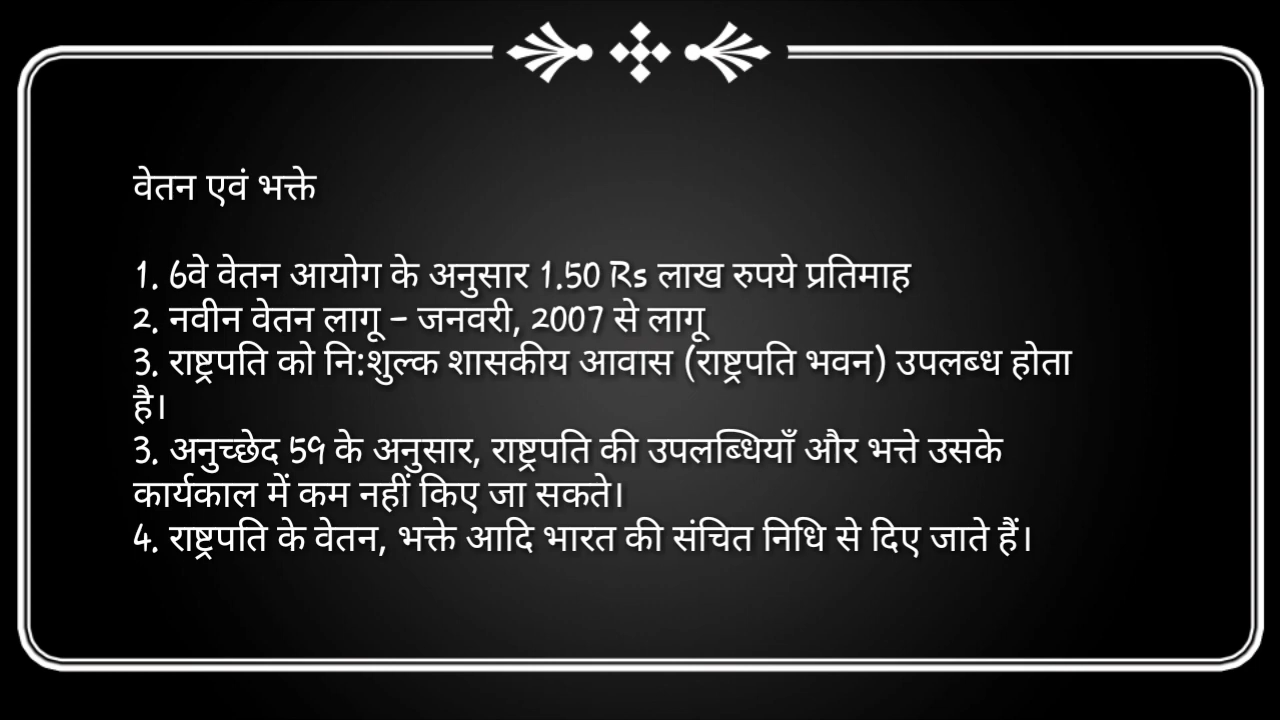 वेतन एवं भक्ते
1. 6वे वेतन आयोग के अनुसार 1.50 Rs लाख रुपये प्रतिमाह
2. नवीन वेतन लागू - जनवरी, 2007 से लागू
3. राष्ट्रपति को नि:शुल्क शासकीय आवास (राष्ट्रपति भवन) उपलब्ध होता
है।
3. अनुच्छेद 59 के अनुसार, राष्ट्रपति की उपलब्धियाँ और भत्ते उसके
कार्यकाल में कम नहीं किए जा सकते।
4. राष्ट्रपति के वेतन, भक्ते आदि भारत की संचित निधि से दिए जाते हैं।